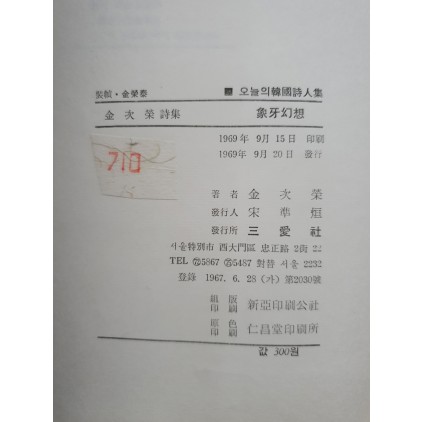 裝幀・金榮泰
오늘의韓國詩人集
金次榮 詩集 象牙幻想
710
1969年 9月 15日 印刷
1969年 9月 20日 發行
著者 金次榮
發行人 宋華烜
發行所 三愛社
서울特別市 西大門區 忠正路 2街 22
TEL ㉒5867 ㉒5487 對替 서울 2232
登錄 1967. 6. 28 (가) 第2030號
組版 印刷 新亞印刷公社
原色 印刷 仁昌堂印刷所
값 300원